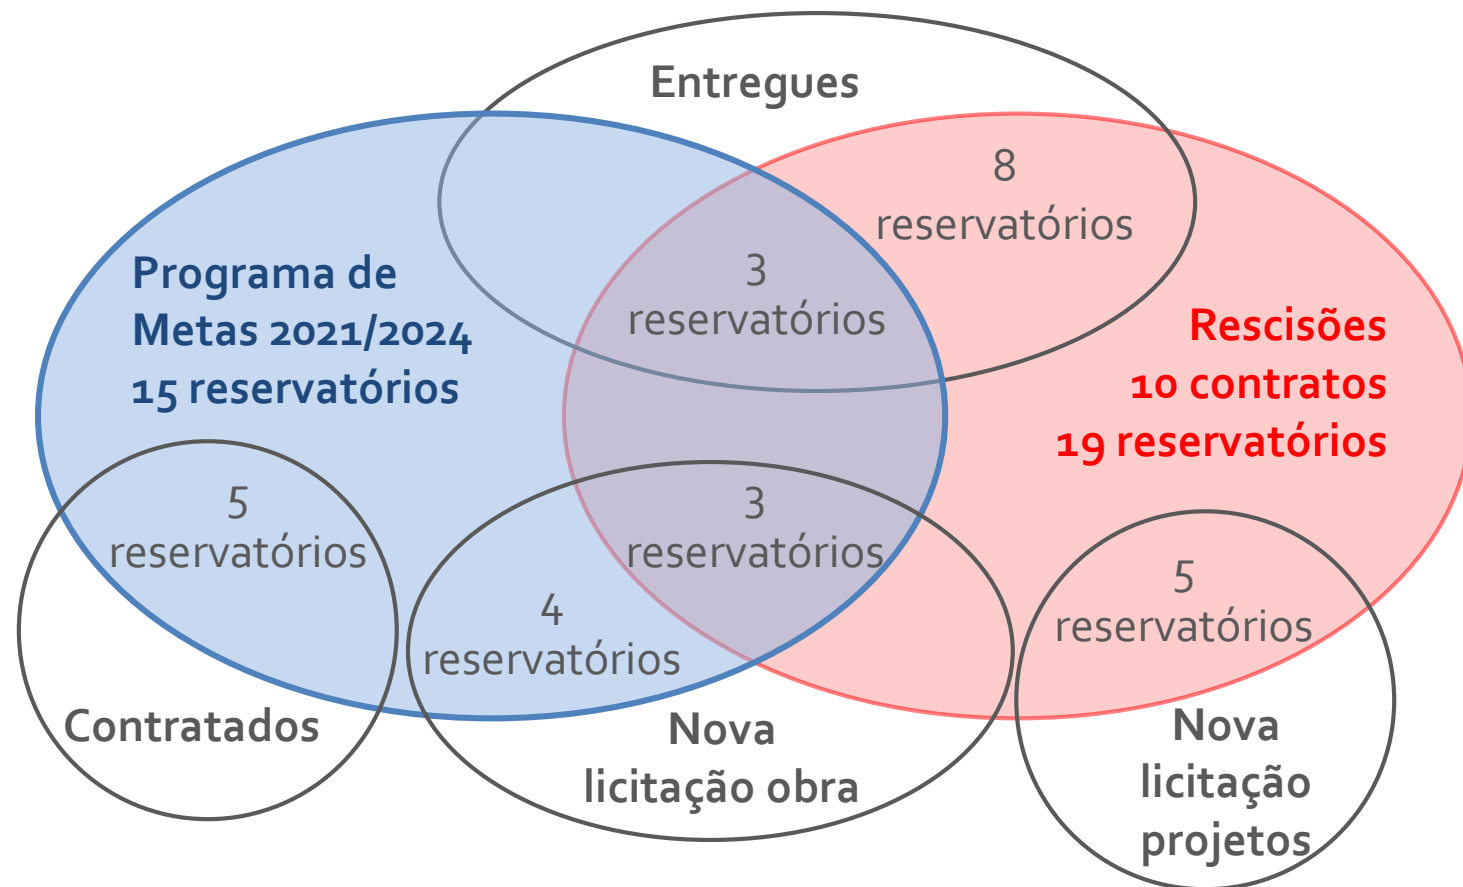 Entregues
8
reservatórios
3
reservatórios
Programa de
Metas 2021/2024
15 reservatórios
Rescisões
10 contratos
19 reservatórios
5
reservatórios
3
reservatórios
4
reservatórios
5
reservatórios
Contratados
Nova
licitação obra
Nova
licitação
projetos